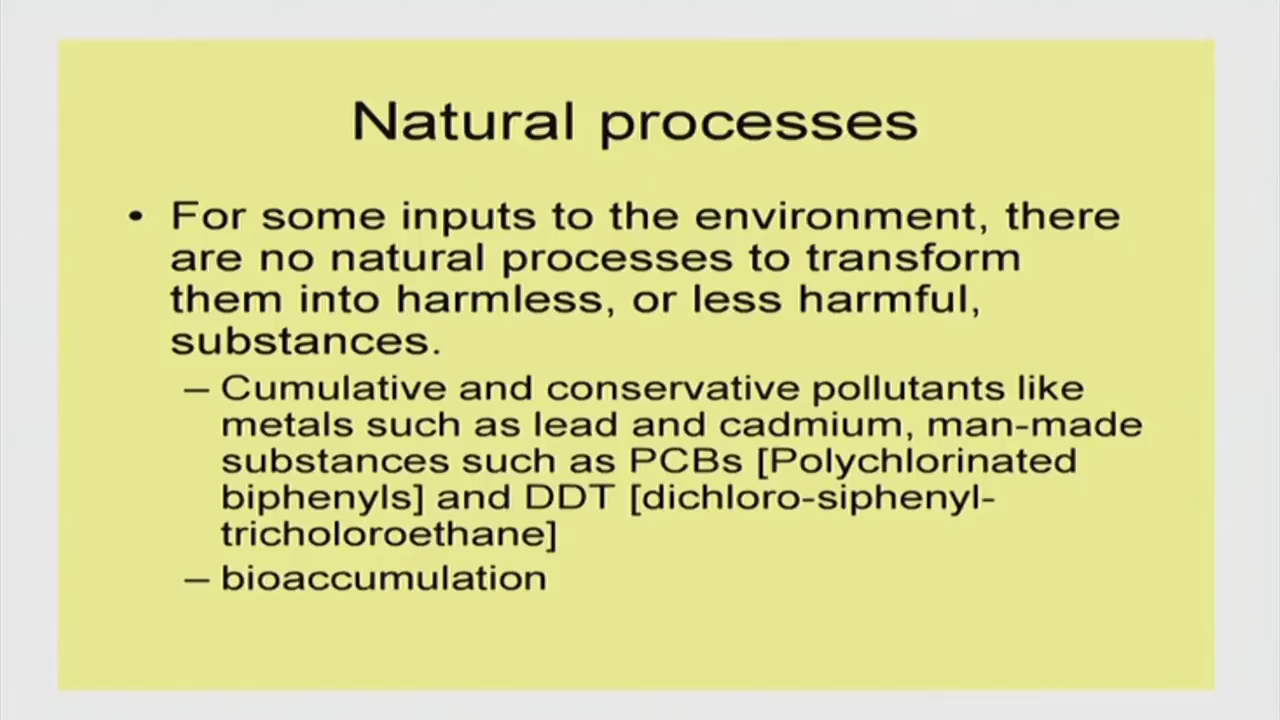 Natural processes
• For some inputs to the environment, there
are no natural processes to transform
them into harmless, or less harmful,
substances.
– Cumulative and conservative pollutants like
metals such as lead and cadmium, man-made
substances such as PCBs [Polychlorinated
biphenyls] and DDT [dichloro-siphenyl-
tricholoroethane]
– bioaccumulation